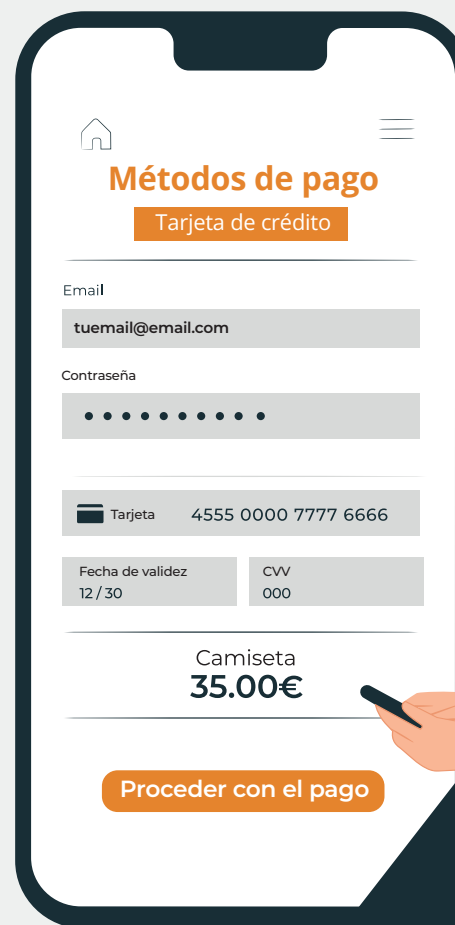 Métodos de pago
Tarjeta de crédito
Email
tuemail@email.com
Contraseña
••••••••••
Tarjeta 4555 0000 7777 6666
Fecha de validez CVV
12 / 30 000
Camiseta
35.00€
Proceder con el pago